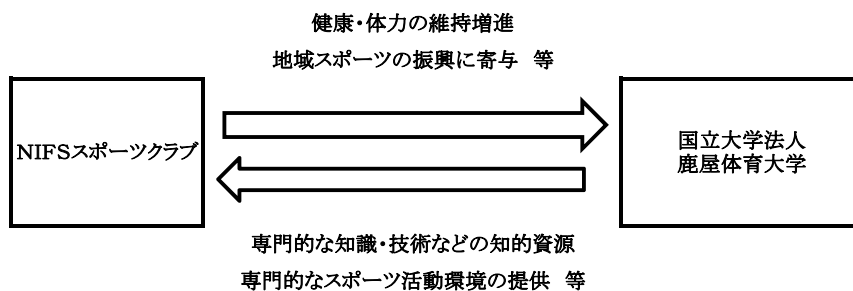 健康・体力の維持増進
地域スポーツの振興に寄与　等
NIFSスポーツクラブ
国立大学法人
鹿屋体育大学
専門的な知識・技術などの知的資源
専門的なスポーツ活動環境の提供　等